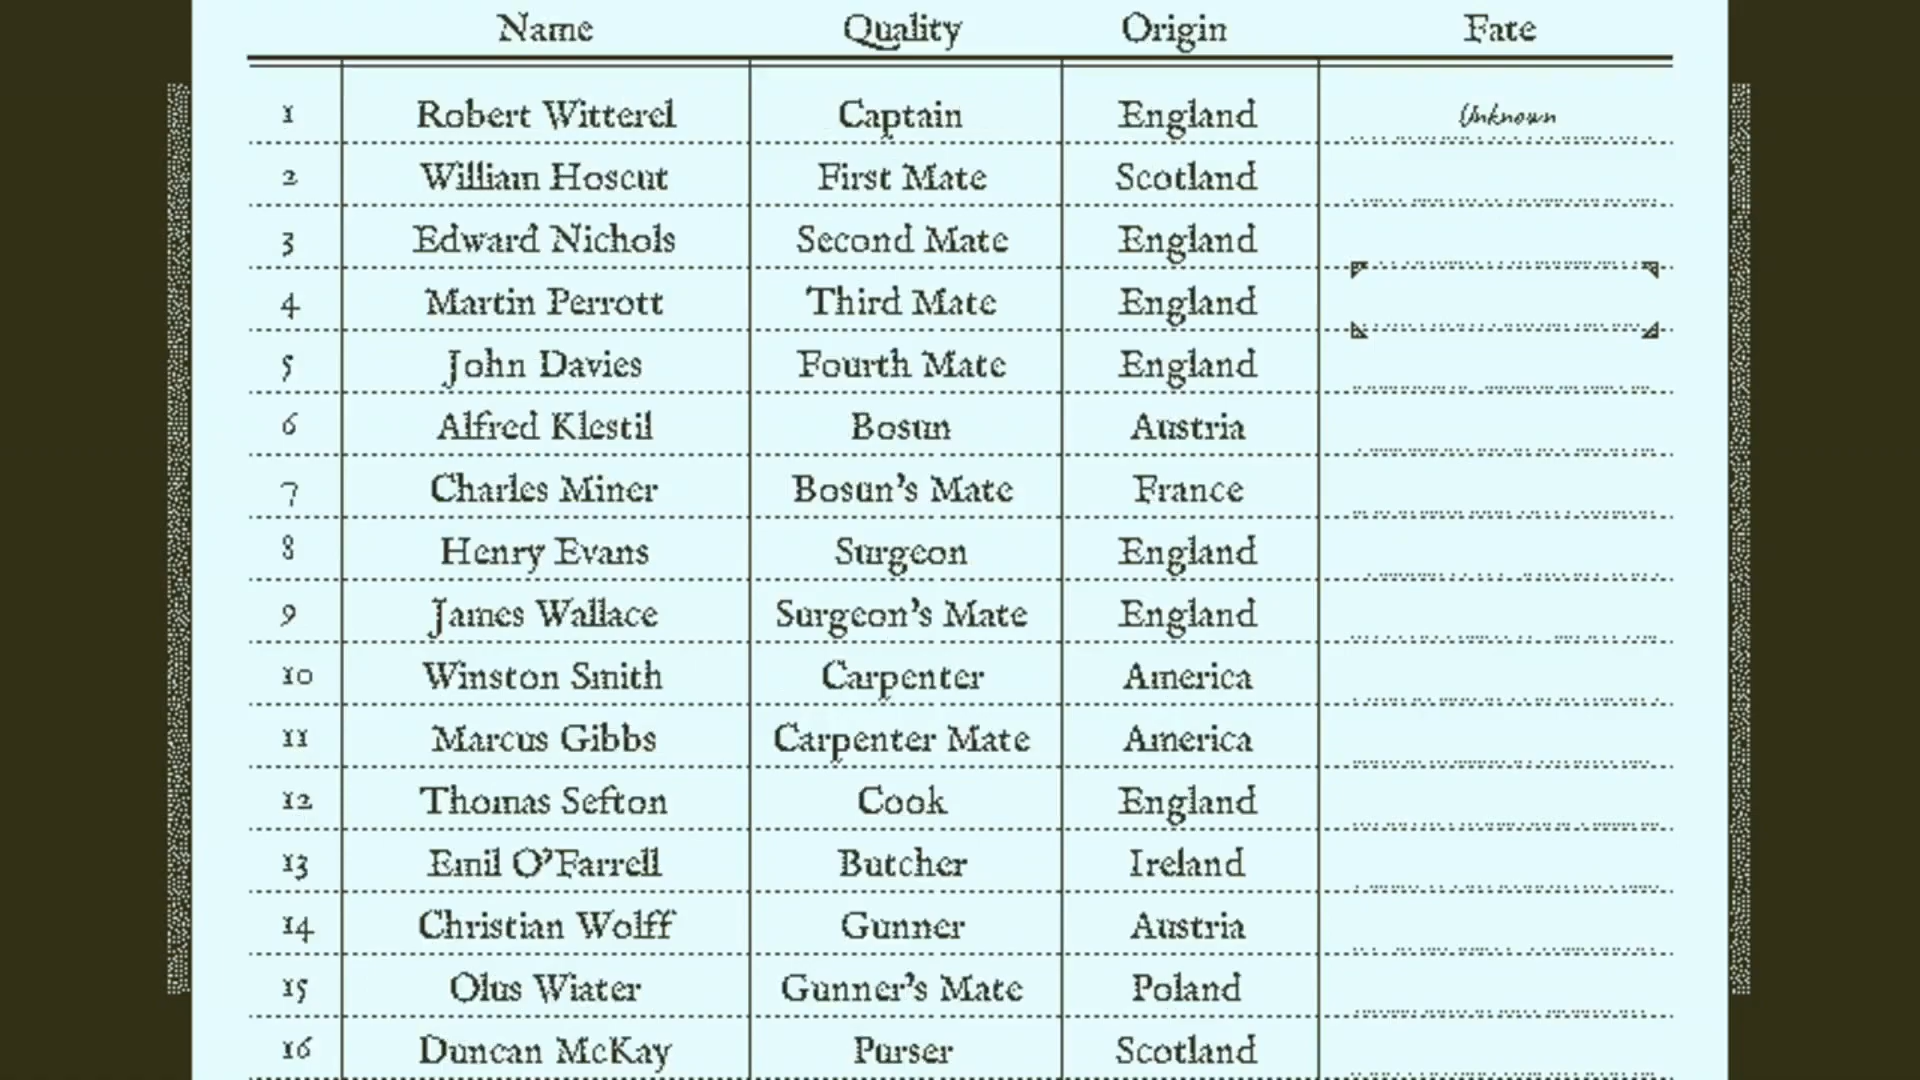 Name Quality Origin Fate
1 Robert Witterel Captain England Unknown
2 William Hoscut First Mate Scotland
3 Edward Nichols Second Mate England
4 Martin Perrott Third Mate England
5 John Davies Fourth Mate England
6 Alfred Klestil Bosun Austria
7 Charles Miner Bosun's Mate France
8 Henry Evans Surgeon England
9 James Wallace Surgeon's Mate England
10 Winston Smith Carpenter America
11 Marcus Gibbs Carpenter Mate America
12 Thomas Sefton Cook England
13 Emil O'Farrell Butcher Ireland
14 Christian Wolff Gunner Austria
15 Olus Wiater Gunner's Mate Poland
16 Duncan McKay Purser Scotland